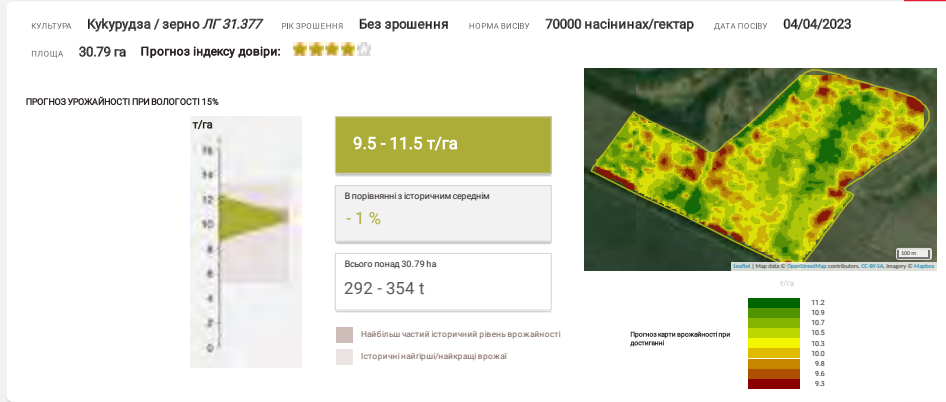 КУЛЬТУРА Кукурудза / зерно ЛГ 31.377 РІК ЗРОШЕННЯ Без зрошення НОРМА ВИСІВУ 70000 насінинах/гектар ДАТА ПОСІВУ 04/04/2023
ПЛОЩА 30.79 га Прогноз індексу довіри:
ПРОГНОЗ УРОЖАЙНОСТІ ПРИ ВОЛОГОСТІ 15%
т/га
16
14
12
10
8
6
4
2
0
9.5 - 11.5 т/га
В порівнянні з історичним середнім
- 1 %
Всього понад 30.79 ha
292 - 354 t
Найбільш частий історичний рівень врожайності
Історичні найгірші/найкращі врожаї
100 m
Leaflet | Map data © OpenStreetMap contributors, CC-BY-SA, Imagery © Mapbox
т/га
Прогноз карти врожайності при
достиганні
11.2
10.9
10.7
10.5
10.3
10.0
9.8
9.6
9.3